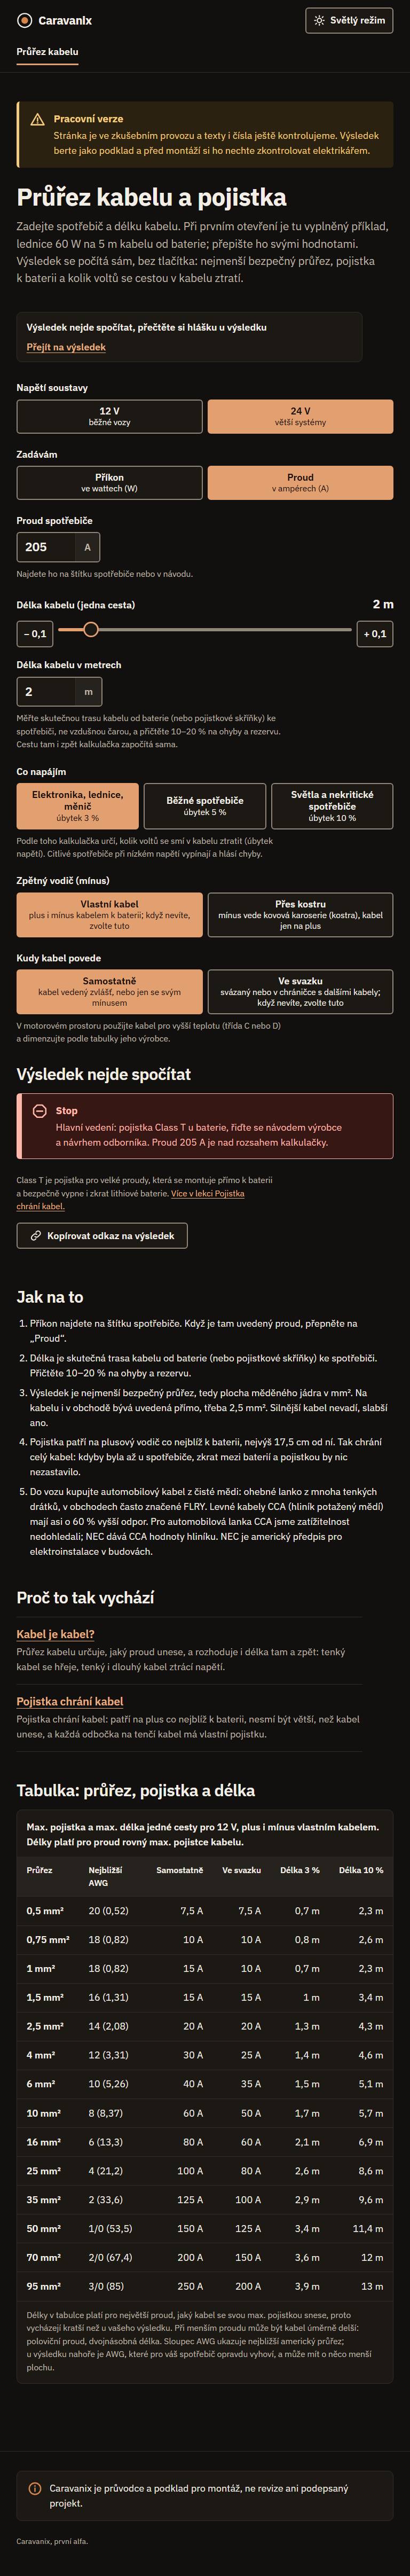 Caravanix
Světlý režim
Průřez kabelu
Pracovní verze
Stránka je ve zkušebním provozu a texty i čísla ještě kontrolujeme. Výsledek
berte jako podklad a před montáží si ho nechte zkontrolovat elektrikářem.
Průřez kabelu a pojistka
Zadejte spotřebič a délku kabelu. Při prvním otevření je tu vyplněný příklad,
lednice 60 W na 5 m kabelu od baterie; přepište ho svými hodnotami.
Výsledek se počítá sám, bez tlačítka: nejmenší bezpečný průřez, pojistka
k baterii a kolik voltů se cestou v kabelu ztratí.
Výsledek nejde spočítat, přečtěte si hlášku u výsledku
Přejít na výsledek
Napětí soustavy
12 V
běžné vozy
24 V
větší systémy
Zadávám
Příkon
ve wattech (W)
Proud
v ampérech (A)
Proud spotřebiče
205 A
Najdete ho na štítku spotřebiče nebo v návodu.
Délka kabelu (jedna cesta) 2 m
− 0,1
+ 0,1
Délka kabelu v metrech
2 m
Měřte skutečnou trasu kabelu od baterie (nebo pojistkové skříňky) ke
spotřebiči, ne vzdušnou čarou, a přičtěte 10–20 % na ohyby a rezervu.
Cestu tam i zpět kalkulačka započítá sama.
Co napájím
Elektronika, lednice,
měnič
úbytek 3 %
Běžné spotřebiče
úbytek 5 %
Světla a nekritické
spotřebiče
úbytek 10 %
Podle toho kalkulačka určí, kolik voltů se smí v kabelu ztratit (úbytek
napětí). Citlivé spotřebiče při nízkém napětí vypínají a hlásí chyby.
Zpětný vodič (mínus)
Vlastní kabel
plus i mínus kabelem k baterii; když nevíte,
zvolte tuto
Přes kostru
mínus vede kovová karoserie (kostra), kabel
jen na plus
Kudy kabel povede
Samostatně
kabel vedený zvlášť, nebo jen se svým
mínusem
Ve svazku
svázaný nebo v chráničce s dalšími kabely;
když nevíte, zvolte tuto
V motorovém prostoru použijte kabel pro vyšší teplotu (třída C nebo D)
a dimenzujte podle tabulky jeho výrobce.
Výsledek nejde spočítat
Stop
Hlavní vedení: pojistka Class T u baterie, řiďte se návodem výrobce
a návrhem odborníka. Proud 205 A je nad rozsahem kalkulačky.
Class T je pojistka pro velké proudy, která se montuje přímo k baterii
a bezpečně vypne i zkrat lithiové baterie. Více v lekci Pojistka
chrání kabel.
Kopírovat odkaz na výsledek
Jak na to
1. Příkon najdete na štítku spotřebiče. Když je tam uvedený proud, přepněte na
„Proud“.
2. Délka je skutečná trasa kabelu od baterie (nebo pojistkové skříňky) ke spotřebiči.
Přičtěte 10–20 % na ohyby a rezervu.
3. Výsledek je nejmenší bezpečný průřez, tedy plocha měděného jádra v mm². Na
kabelu i v obchodě bývá uvedená přímo, třeba 2,5 mm². Silnější kabel nevadí, slabší
ano.
4. Pojistka patří na plusový vodič co nejblíž k baterii, nejvýš 17,5 cm od ní. Tak chrání
celý kabel: kdyby byla až u spotřebiče, zkrat mezi baterií a pojistkou by nic
nezastavilo.
5. Do vozu kupujte automobilový kabel z čisté mědi: ohebné lanko z mnoha tenkých
drátků, v obchodech často značené FLRY. Levné kabely CCA (hliník potažený mědí)
mají asi o 60 % vyšší odpor. Pro automobilová lanka CCA jsme zatížitelnost
nedohledali; NEC dává CCA hodnoty hliníku. NEC je americký předpis pro
elektroinstalace v budovách.
Proč to tak vychází
Kabel je kabel?
Průřez kabelu určuje, jaký proud unese, a rozhoduje i délka tam a zpět: tenký
kabel se hřeje, tenký i dlouhý kabel ztrácí napětí.
Pojistka chrání kabel
Pojistka chrání kabel: patří na plus co nejblíž k baterii, nesmí být větší, než kabel
unese, a každá odbočka na tenčí kabel má vlastní pojistku.
Tabulka: průřez, pojistka a délka
Max. pojistka a max. délka jedné cesty pro 12 V, plus i mínus vlastním kabelem.
Délky platí pro proud rovný max. pojistce kabelu.
Průřez Nejbližší AWG Samostatně Ve svazku Délka 3 % Délka 10 %
0,5 mm² 20 (0,52) 7,5 A 7,5 A 0,7 m 2,3 m
0,75 mm² 18 (0,82) 10 A 10 A 0,8 m 2,6 m
1 mm² 18 (0,82) 15 A 10 A 0,7 m 2,3 m
1,5 mm² 16 (1,31) 15 A 15 A 1 m 3,4 m
2,5 mm² 14 (2,08) 20 A 20 A 1,3 m 4,3 m
4 mm² 12 (3,31) 30 A 25 A 1,4 m 4,6 m
6 mm² 10 (5,26) 40 A 35 A 1,5 m 5,1 m
10 mm² 8 (8,37) 60 A 50 A 1,7 m 5,7 m
16 mm² 6 (13,3) 80 A 60 A 2,1 m 6,9 m
25 mm² 4 (21,2) 100 A 80 A 2,6 m 8,6 m
35 mm² 2 (33,6) 125 A 100 A 2,9 m 9,6 m
50 mm² 1/0 (53,5) 150 A 125 A 3,4 m 11,4 m
70 mm² 2/0 (67,4) 200 A 150 A 3,6 m 12 m
95 mm² 3/0 (85) 250 A 200 A 3,9 m 13 m
Délky v tabulce platí pro největší proud, jaký kabel se svou max. pojistkou snese, proto
vycházejí kratší než u vašeho výsledku. Při menším proudu může být kabel úměrně delší:
poloviční proud, dvojnásobná délka. Sloupec AWG ukazuje nejbližší americký průřez;
u výsledku nahoře je AWG, které pro váš spotřebič opravdu vyhoví, a může mít o něco menší
plochu.
Caravanix je průvodce a podklad pro montáž, ne revize ani podepsaný
projekt.
Caravanix, první alfa.